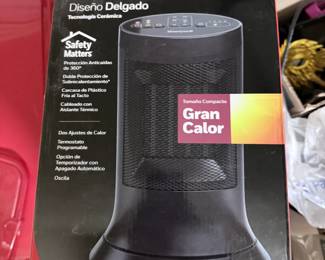 Diseño Delgado
Tecnología Cerámica
Safety
Matters
Protección Anticaídas
de 360°
Doble Protección de
Sobrecalentamiento*
Carcasa de Plástico
Fría al Tacto
Cableado con
Aislante Térmico
Dos Ajustes de Calor
Termostato
Programable
Opción de
Temporizador con
Apagado Automático
Oscila
Honeywell
Tamaño Compacto
Gran
Calor